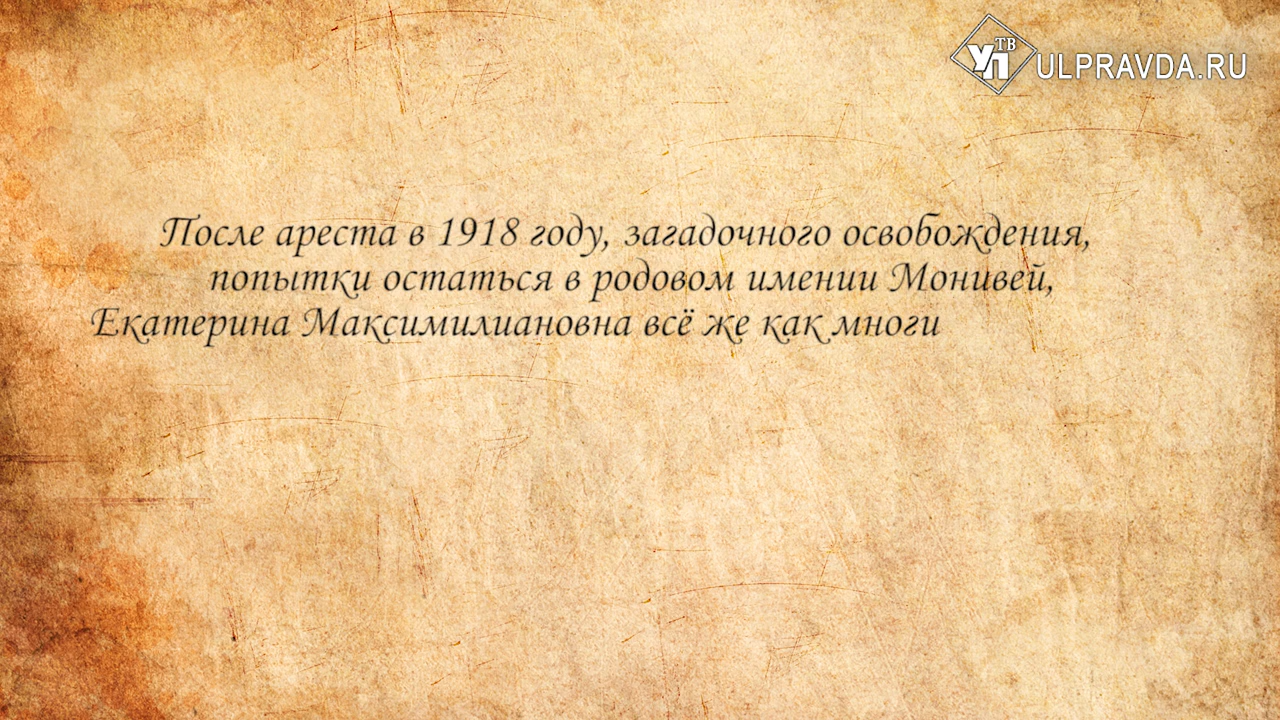 ТВ
УП ULPRAVDA.RU
После ареста в 1918 году, загадочного освобождения,
попытки остаться в родовом имении Монивей,
Екатерина Максимилиановна всё же как многи